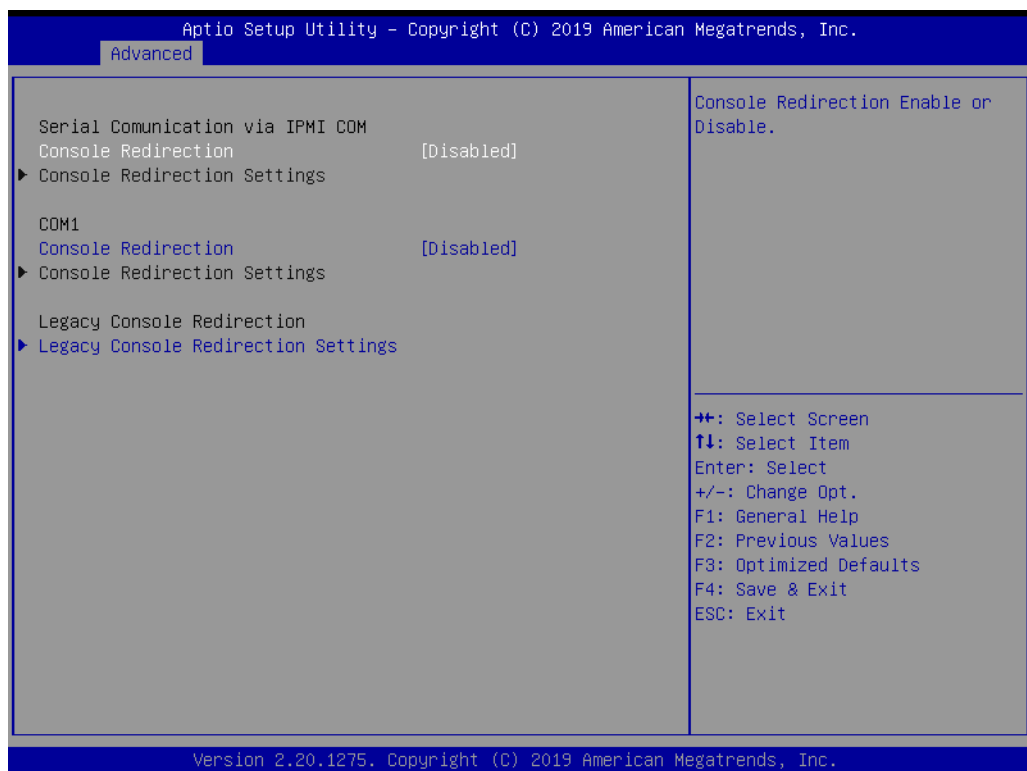 Aptio Setup Utility – Copyright (C) 2019 American Megatrends, Inc.
Advanced
Serial Comunication via IPMI COM
Console Redirection [Disabled]
Console Redirection Settings
COM1
Console Redirection [Disabled]
Console Redirection Settings
Legacy Console Redirection
Legacy Console Redirection Settings
Console Redirection Enable or
Disable.
→←: Select Screen
↑↓: Select Item
Enter: Select
+/-: Change Opt.
F1: General Help
F2: Previous Values
F3: Optimized Defaults
F4: Save & Exit
ESC: Exit
Version 2.20.1275. Copyright (C) 2019 American Megatrends, Inc.